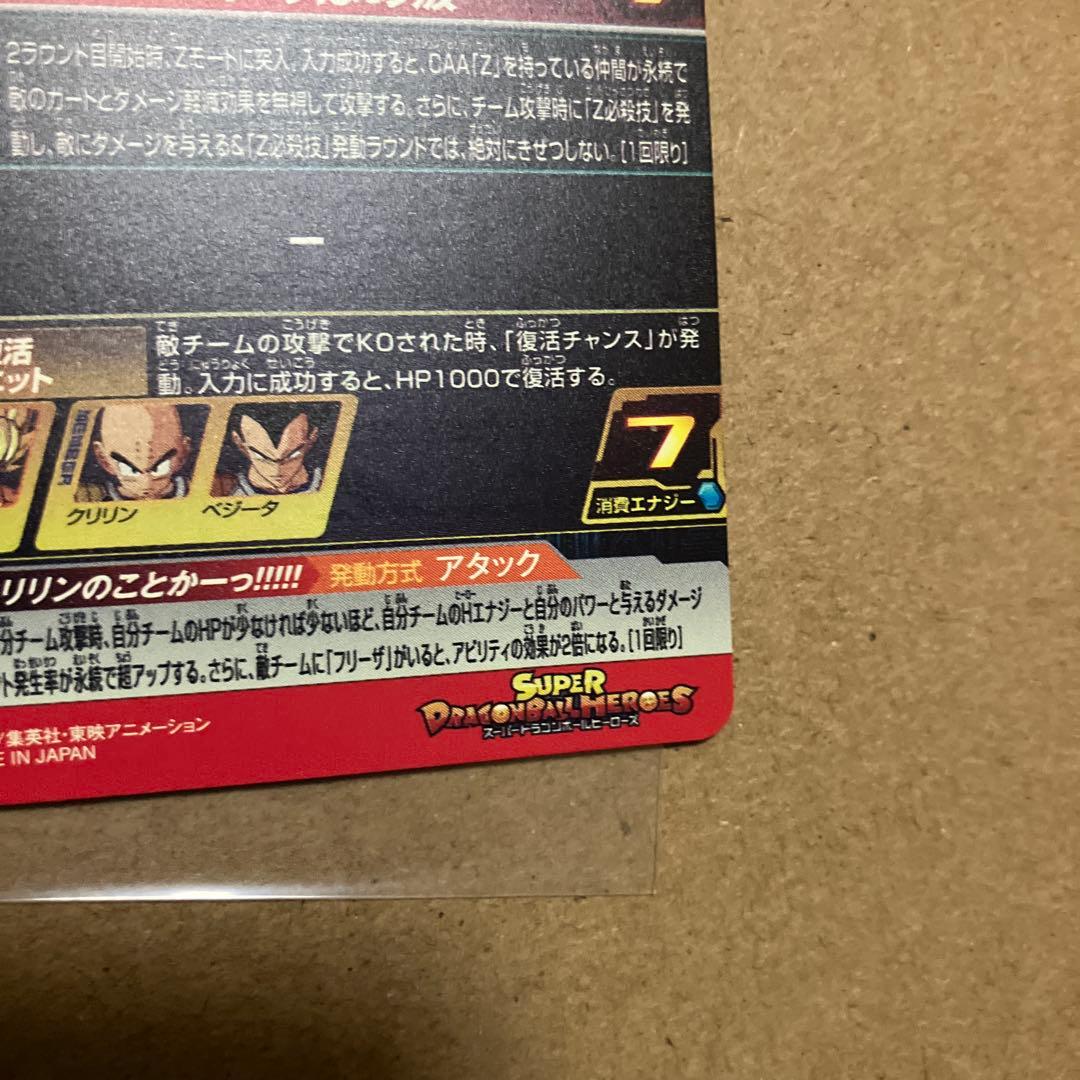 2ラウンド目開始時、Zモードに突入。入力成功すると、CAA「Z」を持っている仲間が永続で
敵のガードとダメージ軽減効果を無視して攻撃する。さらに、チーム攻撃時に「Z必殺技」を発
動し、敵にダメージを与える&「Z必殺技」発動ラウンドでは、絶対にきぜつしない。[1回限り]
ー
活
ニット
敵チームの攻撃でKOされた時、「復活チャンス」が発
動。入力に成功すると、HP1000で復活する。
クリリン
ベジータ
7
消費エナジー
リリンのことかーっ!!!!!
発動方式 アタック
分チーム攻撃時、自分チームのHPが少なければ少ないほど、自分チームのHエナジーと自分のパワーと与えるダメージ
ト発生率が永続で超アップする。さらに、敵チームに「フリーザ」がいると、アビリティの効果が2倍になる。[1回限り]
SUPER
DRAGONBALL HEROES
スーパードラゴンボールヒーローズ
/集英社・東映アニメーション
E IN JAPAN